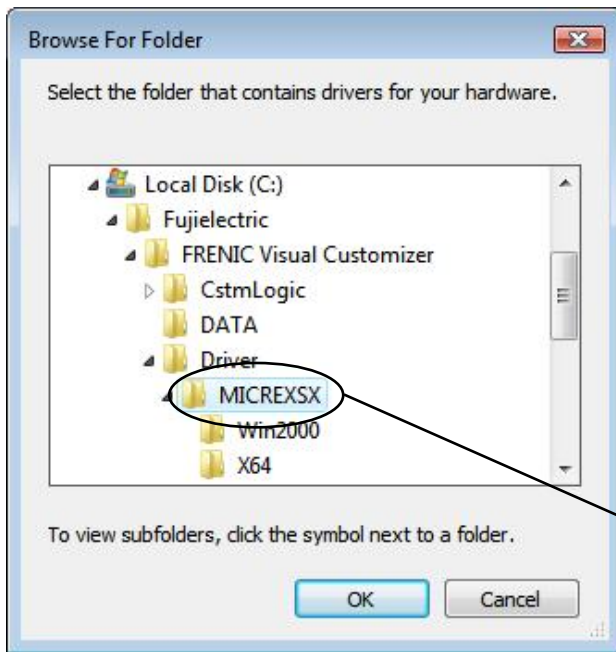 Browse For Folder
Select the folder that contains drivers for your hardware.
Local Disk (C:)
Fujielectric
FRENIC Visual Customizer
CstmLogic
DATA
Driver
MICREXSX
Win2000
X64
To view subfolders, click the symbol next to a folder.
OK
Cancel